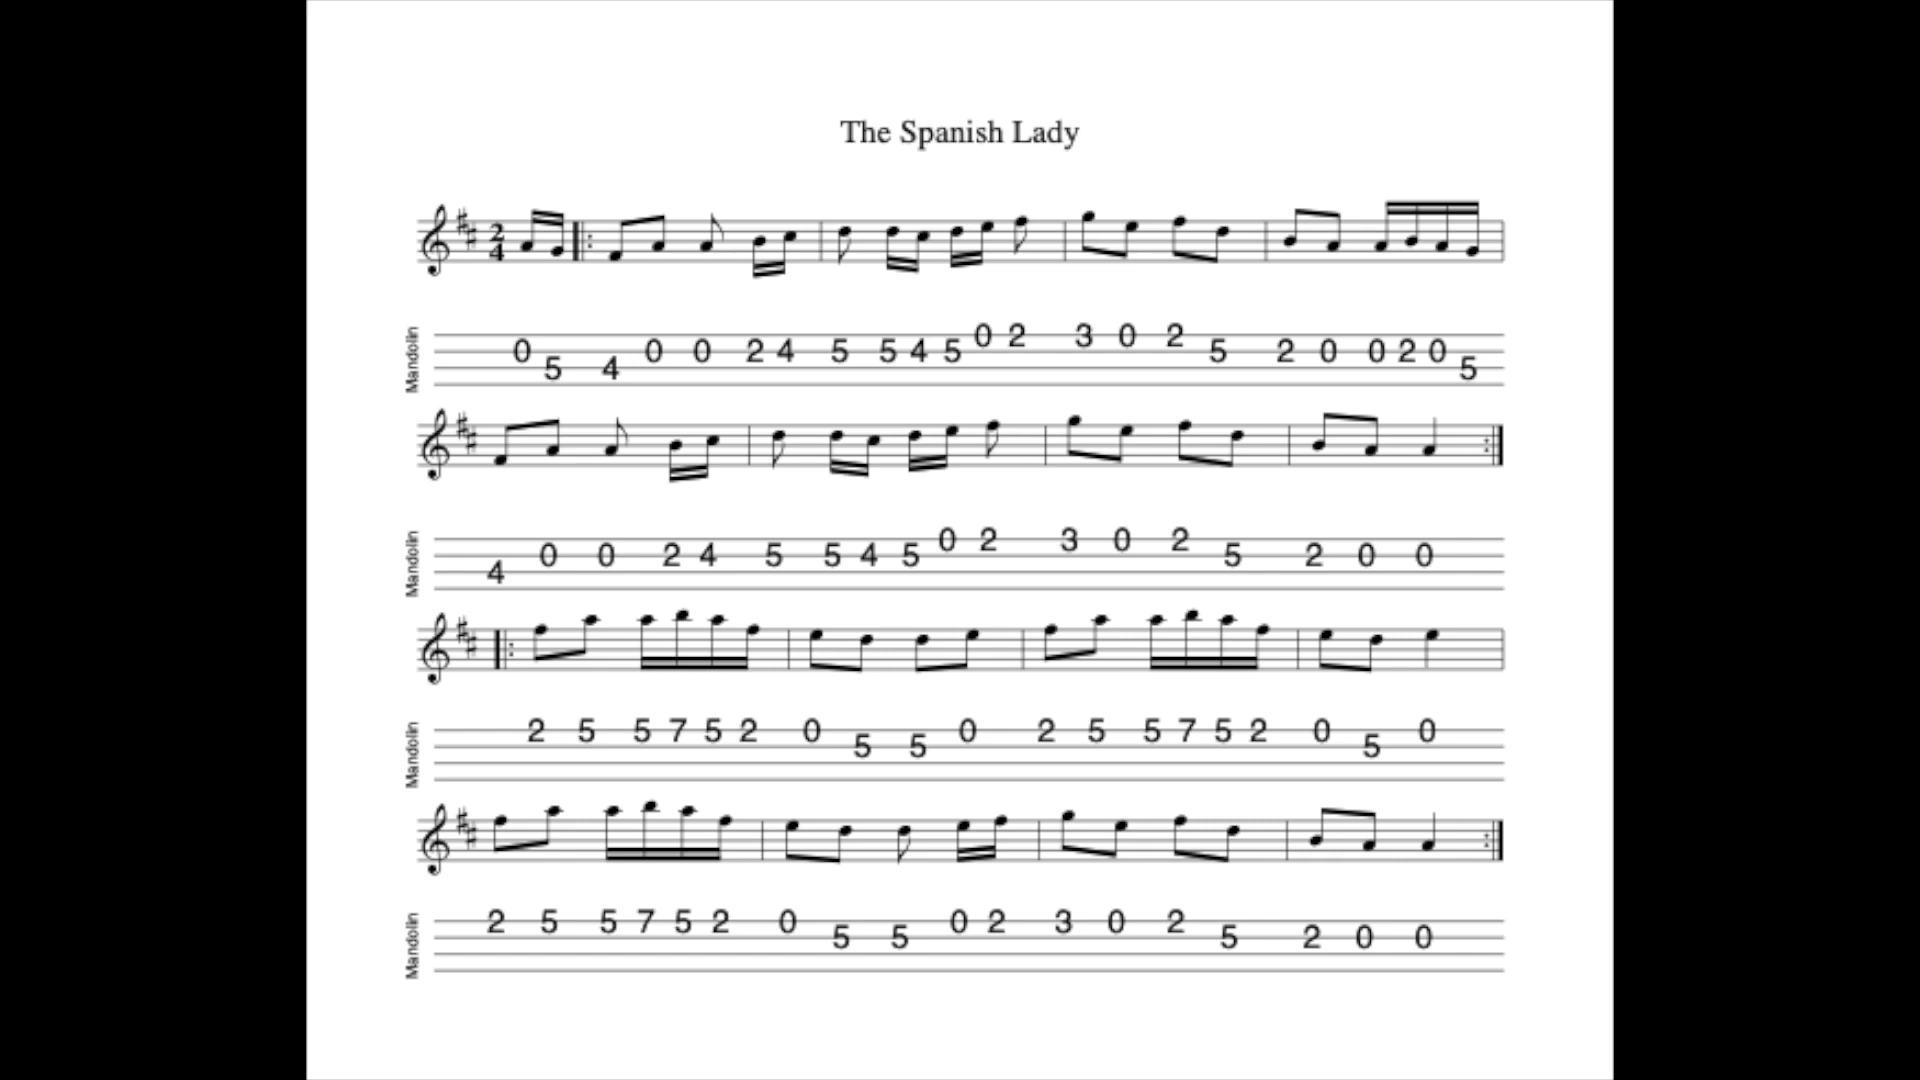 The Spanish Lady
2
4
Mandolin
0 5 4 0 0 2 4 5 5 4 5 0 2 3 0 2 5 2 0 0 2 0 5
Mandolin
4 0 0 2 4 5 5 4 5 0 2 3 0 2 5 2 0 0
Mandolin
2 5 5 7 5 2 0 5 5 0 2 5 5 7 5 2 0 5 0
Mandolin
2 5 5 7 5 2 0 5 5 0 2 3 0 2 5 2 0 0